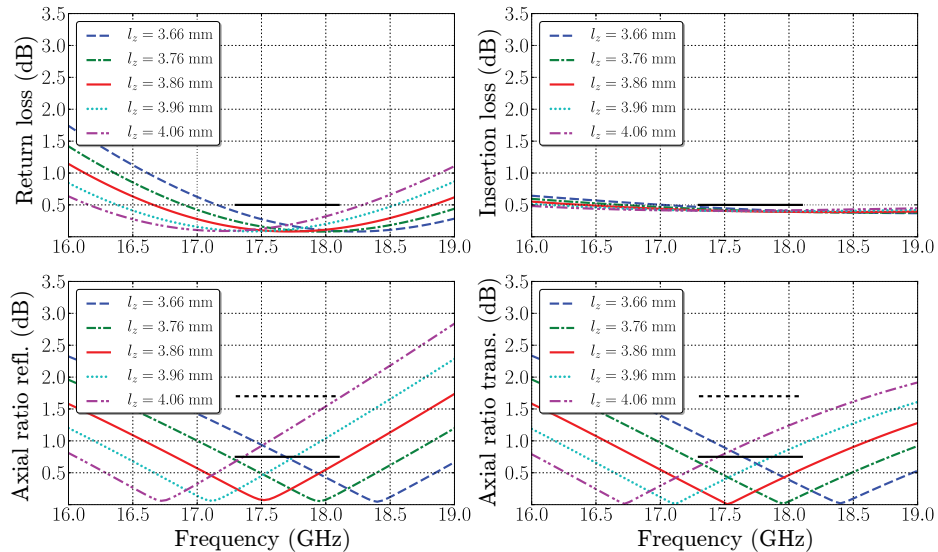 Return loss (dB)
3.5
3.0
2.5
2.0
1.5
1.0
0.5
l_z = 3.66 mm
l_z = 3.76 mm
l_z = 3.86 mm
l_z = 3.96 mm
l_z = 4.06 mm
16.0 16.5 17.0 17.5 18.0 18.5 19.0
Insertion loss (dB)
3.5
3.0
2.5
2.0
1.5
1.0
0.5
l_z = 3.66 mm
l_z = 3.76 mm
l_z = 3.86 mm
l_z = 3.96 mm
l_z = 4.06 mm
16.0 16.5 17.0 17.5 18.0 18.5 19.0
Axial ratio refl. (dB)
3.5
3.0
2.5
2.0
1.5
1.0
0.5
l_z = 3.66 mm
l_z = 3.76 mm
l_z = 3.86 mm
l_z = 3.96 mm
l_z = 4.06 mm
16.0 16.5 17.0 17.5 18.0 18.5 19.0
Frequency (GHz)
Axial ratio trans. (dB)
3.5
3.0
2.5
2.0
1.5
1.0
0.5
l_z = 3.66 mm
l_z = 3.76 mm
l_z = 3.86 mm
l_z = 3.96 mm
l_z = 4.06 mm
16.0 16.5 17.0 17.5 18.0 18.5 19.0
Frequency (GHz)